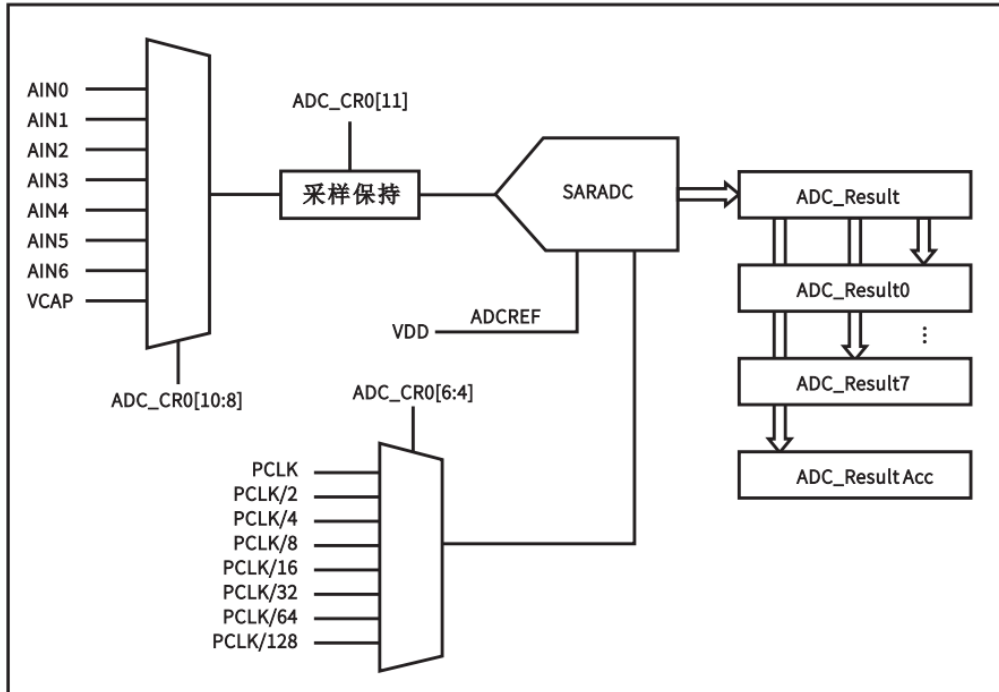 AIN0
AIN1
AIN2
AIN3
AIN4
AIN5
AIN6
VCAP
ADC_CR0[10:8]
ADC_CR0[11]
采样保持
SARADC
VDD
ADCREF
ADC_CR0[6:4]
PCLK
PCLK/2
PCLK/4
PCLK/8
PCLK/16
PCLK/32
PCLK/64
PCLK/128
ADC_Result
ADC_Result0
⋮
ADC_Result7
ADC_Result Acc